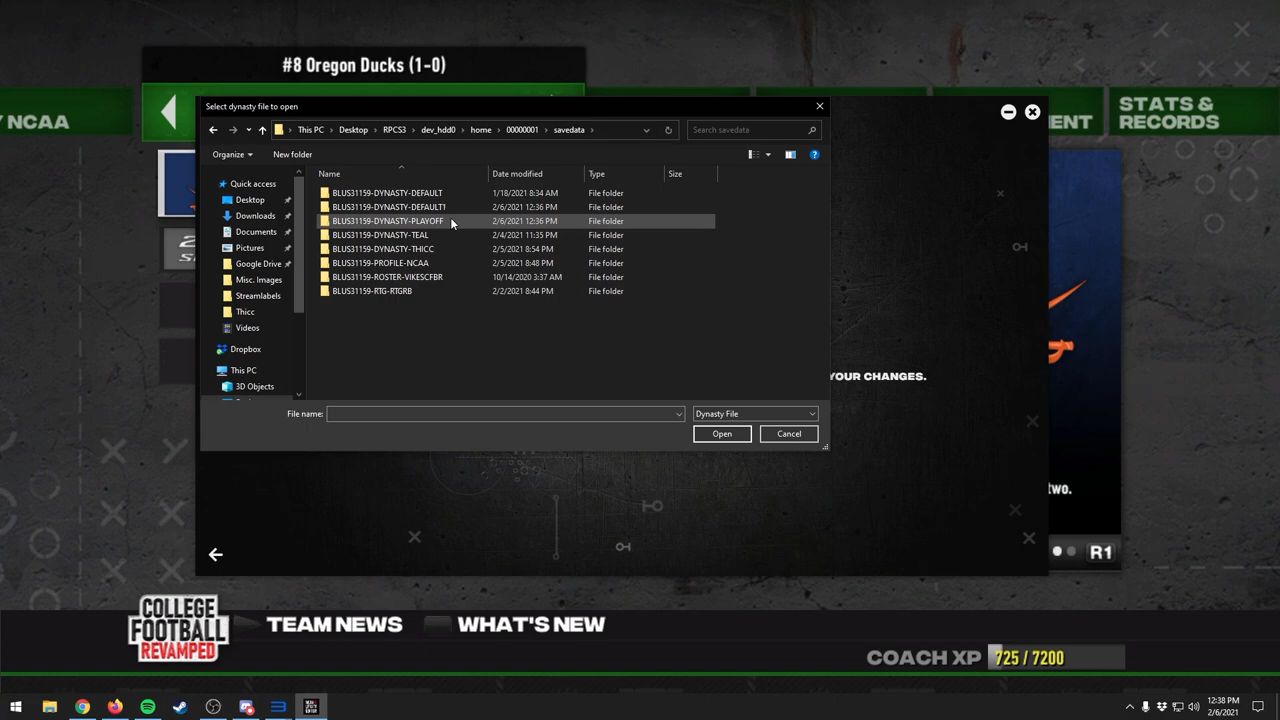 #8 Oregon Ducks (1-0)
Y NCAA
ENT
STATS &
RECORDS
Select dynasty file to open
This PC > Desktop > RPCS3 > dev_hdd0 > home > 00000001 > savedata >
Search savedata
Organize
New folder
Name Date modified Type Size
Quick access
Desktop
Downloads
Documents
Pictures
Google Drive
Misc. Images
Streamlabels
Thicc
Videos
Dropbox
This PC
3D Objects
BLUS31159-DYNASTY-DEFAULT 1/18/2021 8:34 AM File folder
BLUS31159-DYNASTY-DEFAULT1 2/6/2021 12:36 PM File folder
BLUS31159-DYNASTY-PLAYOFF 2/6/2021 12:36 PM File folder
BLUS31159-DYNASTY-TEAL 2/4/2021 11:35 PM File folder
BLUS31159-DYNASTY-THICC 2/5/2021 8:54 PM File folder
BLUS31159-PROFILE-NCAA 2/5/2021 8:48 PM File folder
BLUS31159-ROSTER-VIKESCFBR 10/14/2020 3:37 AM File folder
BLUS31159-RTG-RTGRB 2/2/2021 8:44 PM File folder
YOUR CHANGES.
File name:
Dynasty File
Open
Cancel
two.
R1
COLLEGE
FOOTBALL
REVAMPED
TEAM NEWS
WHAT'S NEW
COACH XP 725 / 7200
12:38 PM
2/6/2021